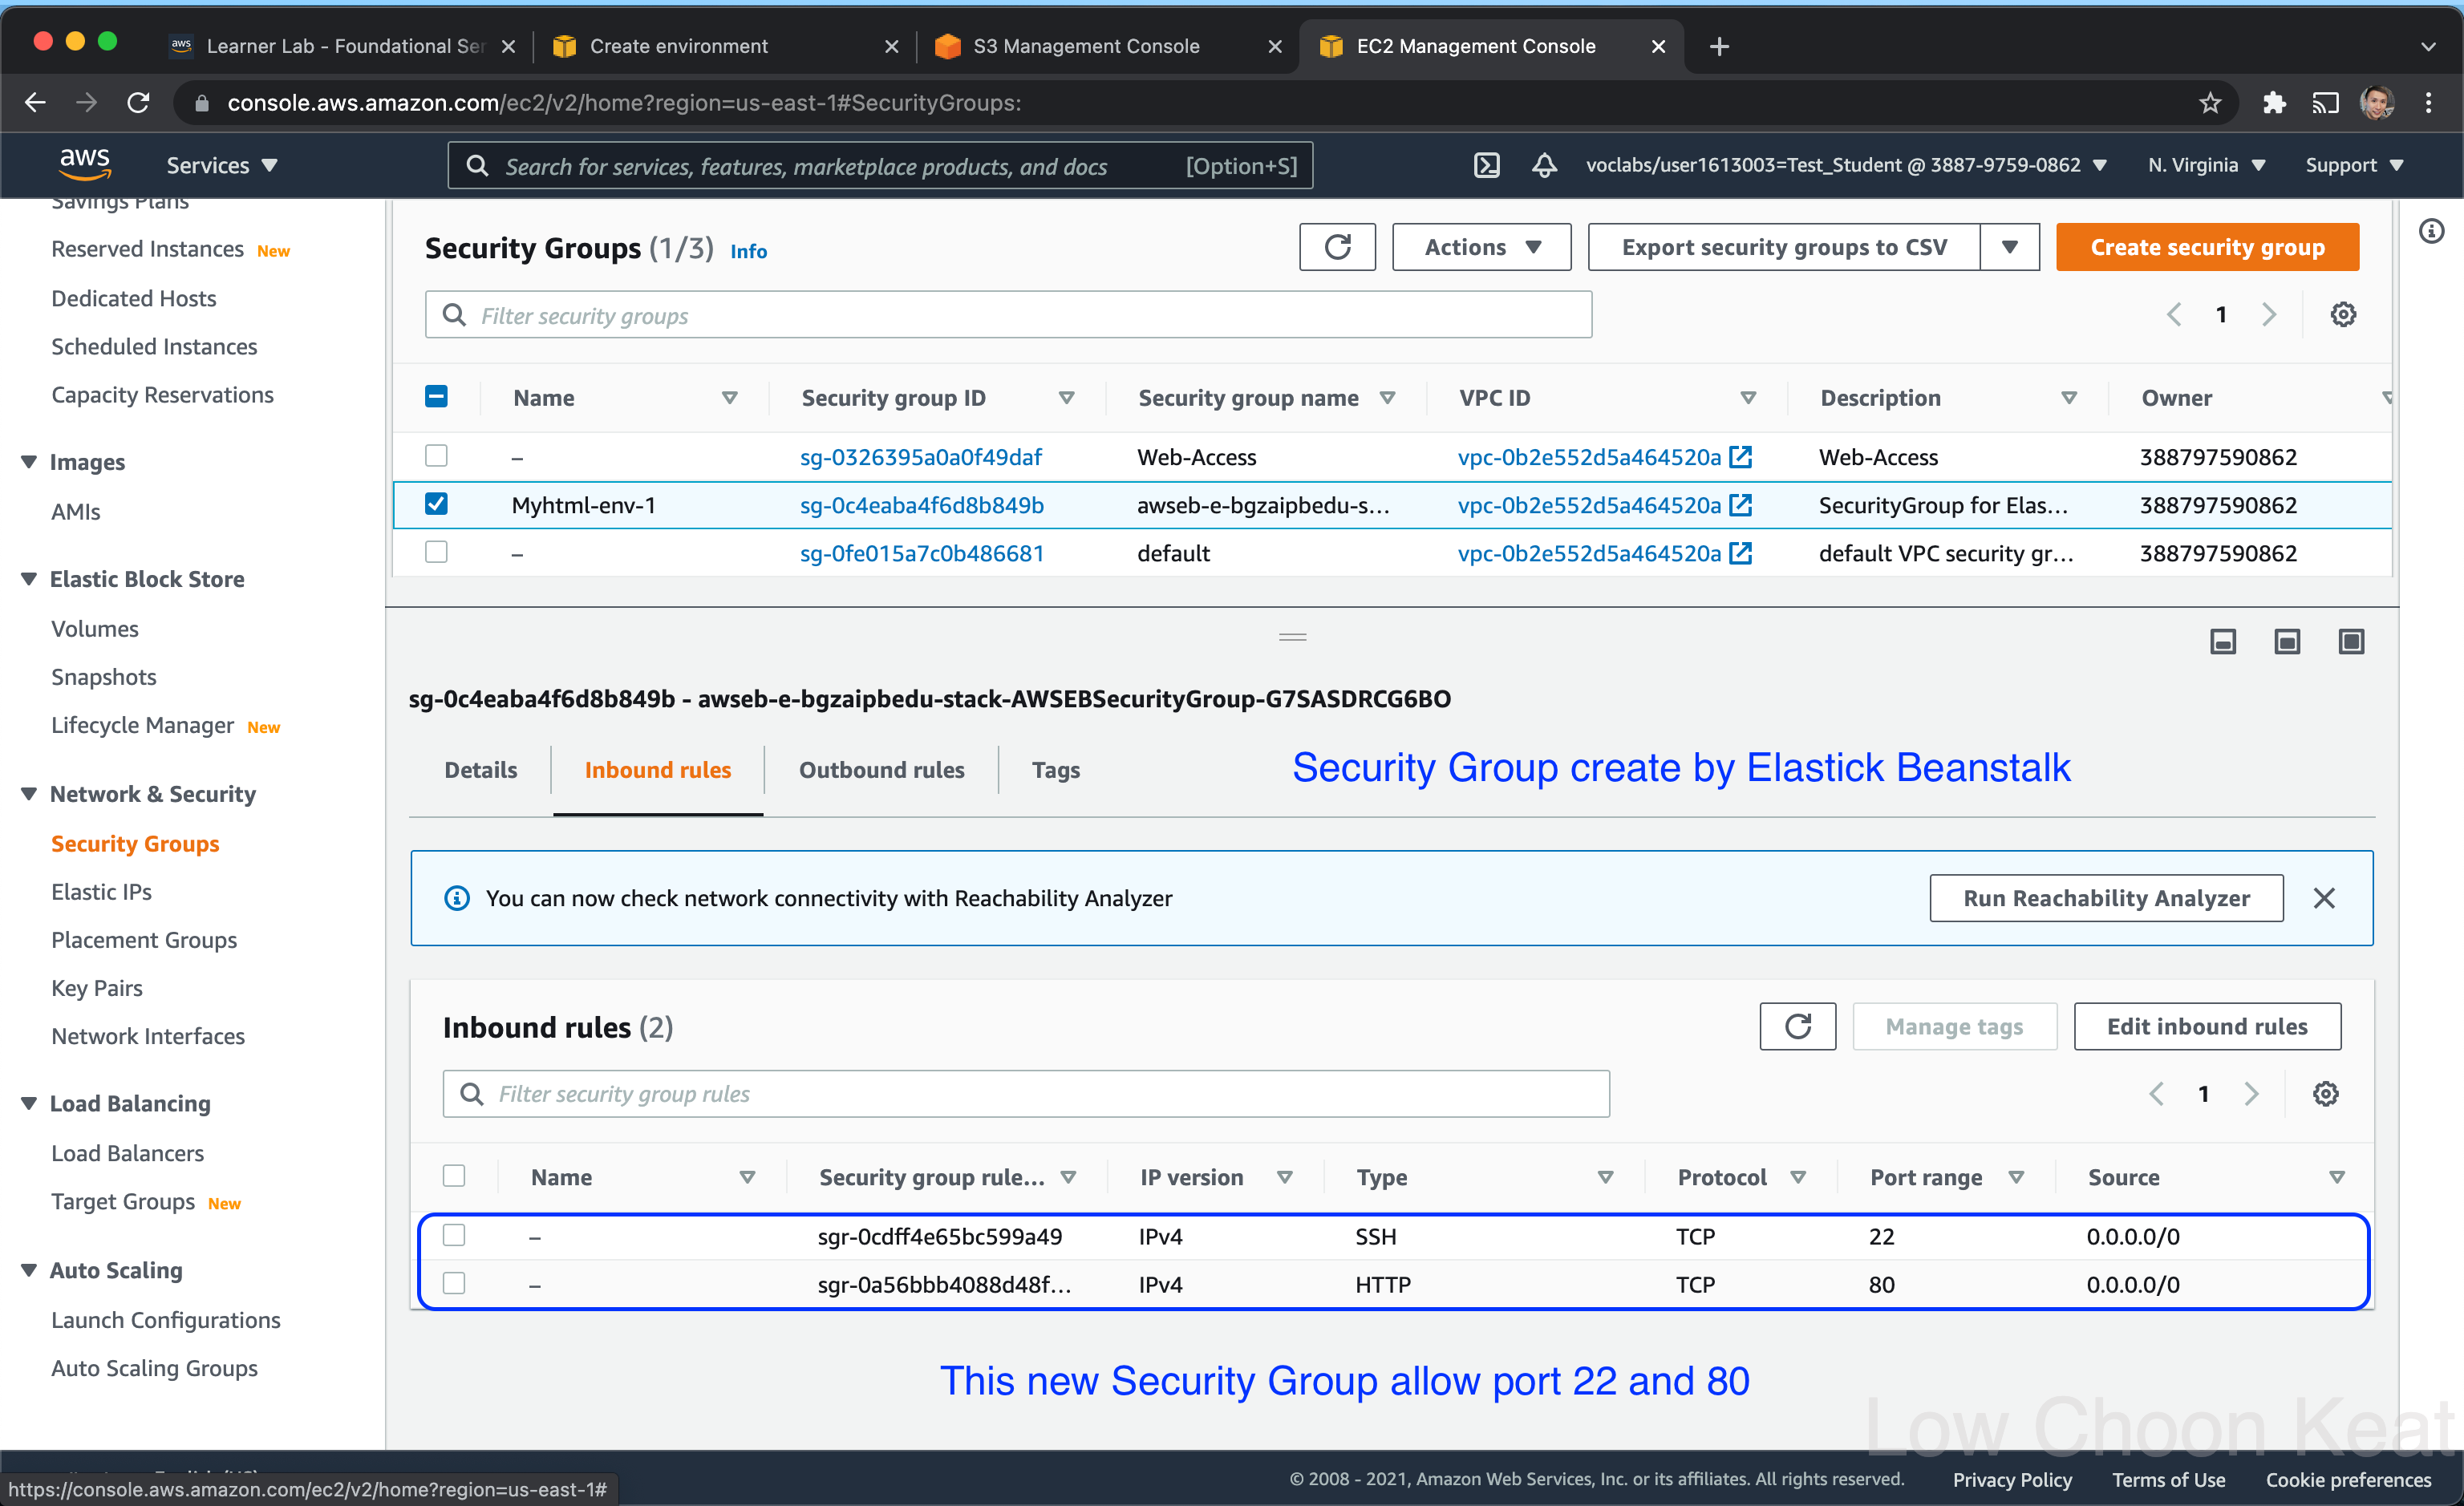 Learner Lab - Foundational Ser
Create environment
S3 Management Console
EC2 Management Console
console.aws.amazon.com/ec2/v2/home?region=us-east-1#SecurityGroups:
aws
Services
Search for services, features, marketplace products, and docs [Option+S]
voclabs/user1613003=Test_Student @ 3887-9759-0862
N. Virginia
Support
Savings Plans
Reserved Instances New
Dedicated Hosts
Scheduled Instances
Capacity Reservations
Images
AMIs
Elastic Block Store
Volumes
Snapshots
Lifecycle Manager New
Network & Security
Security Groups
Elastic IPs
Placement Groups
Key Pairs
Network Interfaces
Load Balancing
Load Balancers
Target Groups New
Auto Scaling
Launch Configurations
Auto Scaling Groups
Security Groups (1/3) Info
Actions
Export security groups to CSV
Create security group
Filter security groups
1
Name Security group ID Security group name VPC ID Description Owner
– sg-0326395a0a0f49daf Web-Access vpc-0b2e552d5a464520a Web-Access 388797590862
Myhtml-env-1 sg-0c4eaba4f6d8b849b awseb-e-bgzaipbedu-s... vpc-0b2e552d5a464520a SecurityGroup for Elas... 388797590862
– sg-0fe015a7c0b486681 default vpc-0b2e552d5a464520a default VPC security gr... 388797590862
sg-0c4eaba4f6d8b849b - awseb-e-bgzaipbedu-stack-AWSEBSecurityGroup-G7SASDRCG6BO
Details Inbound rules Outbound rules Tags
Security Group create by Elastick Beanstalk
You can now check network connectivity with Reachability Analyzer
Run Reachability Analyzer
Inbound rules (2)
Manage tags
Edit inbound rules
Filter security group rules
1
Name Security group rule... IP version Type Protocol Port range Source
– sgr-0cdff4e65bc599a49 IPv4 SSH TCP 22 0.0.0.0/0
– sgr-0a56bbb4088d48f... IPv4 HTTP TCP 80 0.0.0.0/0
This new Security Group allow port 22 and 80
Low Choon Keat
https://console.aws.amazon.com/ec2/v2/home?region=us-east-1#
© 2008 - 2021, Amazon Web Services, Inc. or its affiliates. All rights reserved.
Privacy Policy
Terms of Use
Cookie preferences